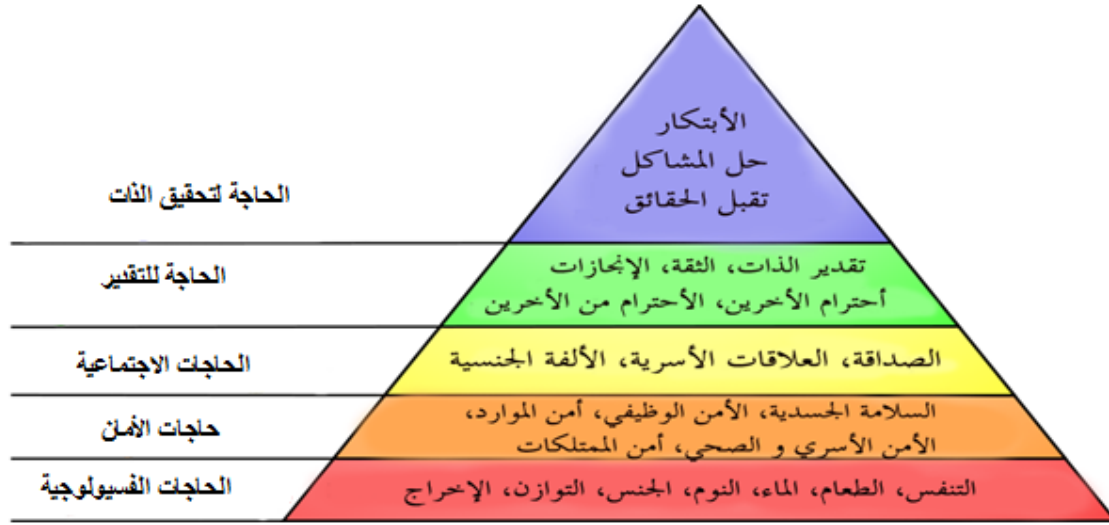 الأبتكار
حل المشاكل
تقبل الحقائق
الحاجة لتحقيق الذات
تقدير الذات، الثقة، الإنجازات
أحترام الأخرين، الأحترام من الأخرين
الحاجة للتقدير
الصداقة، العلاقات الأسرية، الألفة الجنسية
الحاجات الاجتماعية
السلامة الجسدية، الأمن الوظيفي، أمن الموارد،
الأمن الأسري و الصحي، أمن الممتلكات
حاجات الأمان
التنفس، الطعام، الماء، النوم، الجنس، التوازن، الإخراج
الحاجات الفسيولوجية